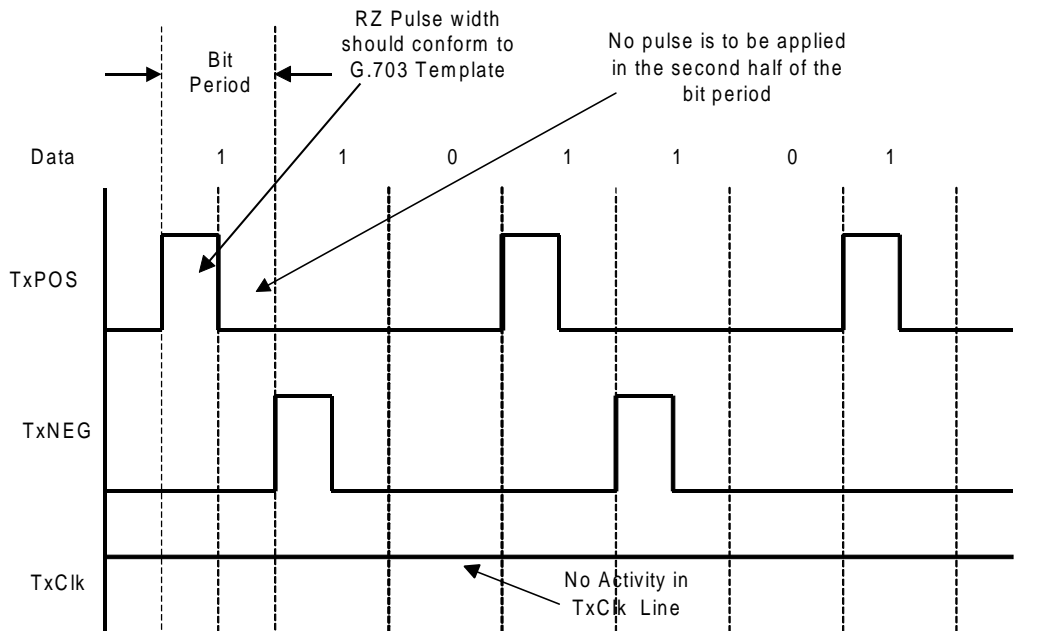 RZ Pulse width
should conform to
G.703 Template
No pulse is to be applied
in the second half of the
bit period
Bit
Period
Data 1 1 0 1 1 0 1
TxPOS
TxNEG
TxClk
No Activity in
TxClk Line